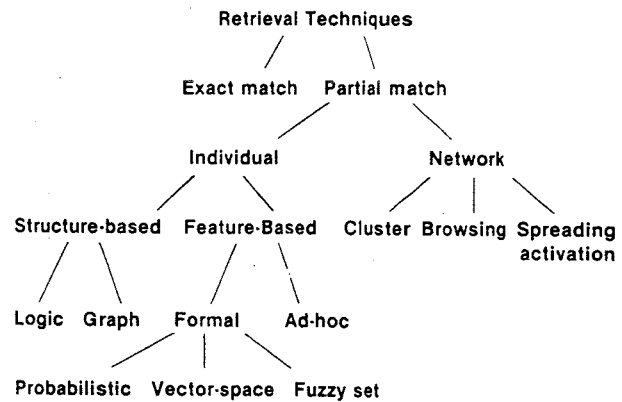 Retrieval Techniques
Exact match Partial match
Individual Network
Structure-based Feature-Based Cluster Browsing Spreading
activation
Logic Graph Formal Ad-hoc
Probabilistic Vector-space Fuzzy set